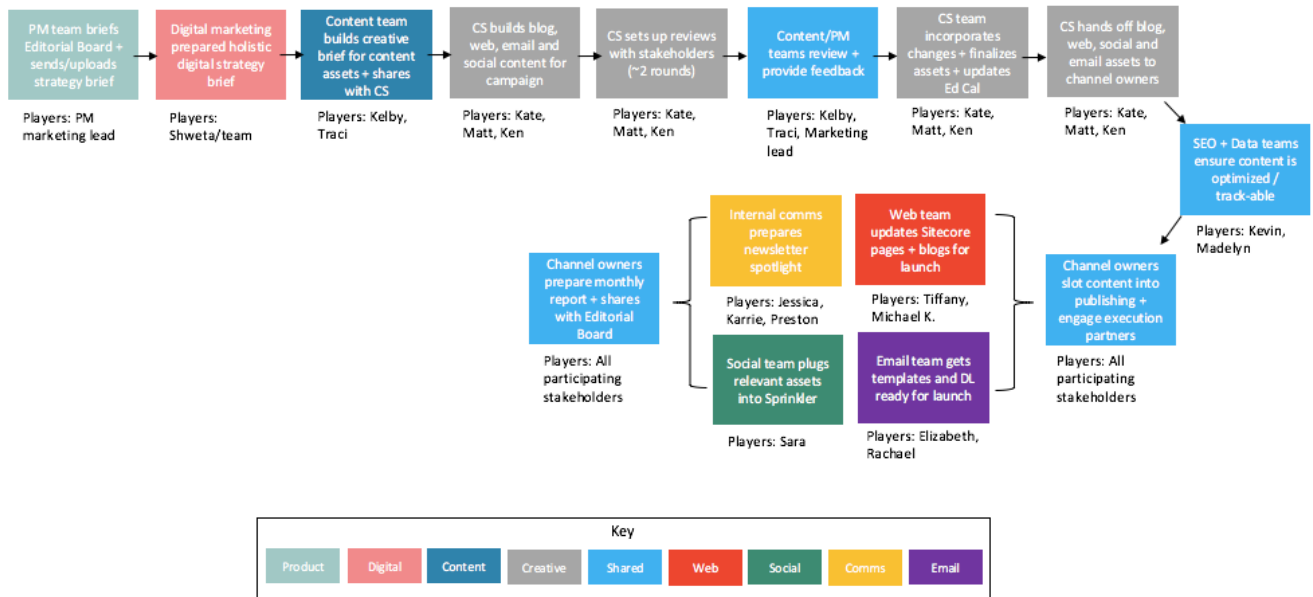 PM team briefs
Editorial Board +
sends/uploads
strategy brief
Players: PM
marketing lead
Digital marketing
prepared holistic
digital strategy
brief
Players:
Shweta/team
Content team
builds creative
brief for content
assets + shares
with CS
Players: Kelby,
Traci
CS builds blog,
web, email and
social content for
campaign
Players: Kate,
Matt, Ken
CS sets up reviews
with stakeholders
(~2 rounds)
Players: Kate,
Matt, Ken
Content/PM
teams review +
provide feedback
Players: Kelby,
Traci, Marketing
lead
CS team
incorporates
changes + finalizes
assets + updates
Ed Cal
Players: Kate,
Matt, Ken
CS hands off blog,
web, social and
email assets to
channel owners
Players: Kate,
Matt, Ken
SEO + Data teams
ensure content is
optimized /
track-able
Players: Kevin,
Madelyn
Channel owners
slot content into
publishing +
engage execution
partners
Players: All
participating
stakeholders
Internal comms
prepares
newsletter
spotlight
Players: Jessica,
Karrie, Preston
Web team
updates Sitecore
pages + blogs for
launch
Players: Tiffany,
Michael K.
Social team plugs
relevant assets
into Sprinkler
Players: Sara
Email team gets
templates and DL
ready for launch
Players: Elizabeth,
Rachael
Channel owners
prepare monthly
report + shares
with Editorial
Board
Players: All
participating
stakeholders
Key
Product
Digital
Content
Creative
Shared
Web
Social
Comms
Email